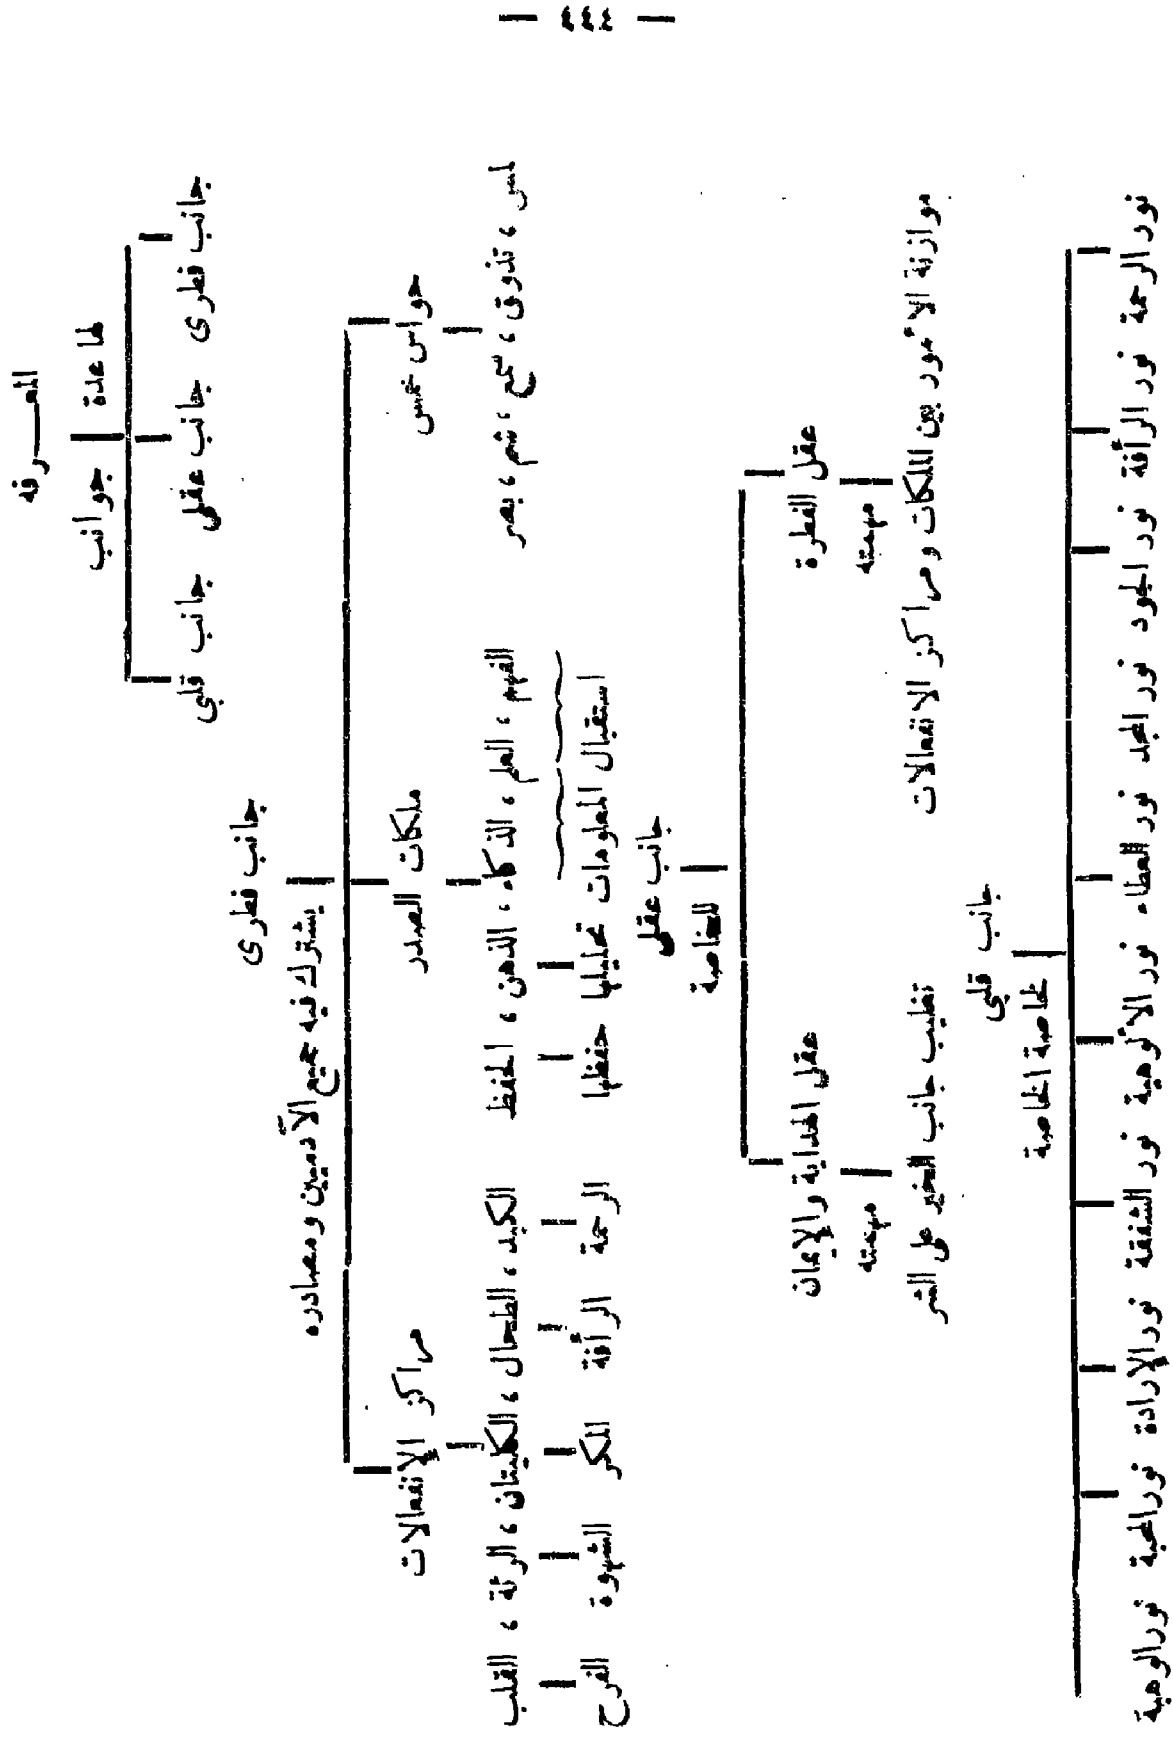 — ٤٤٤ —
المعـــرفة
لها عدة جوانب
جانب فطرى جانب عقلى جانب قلبى
جانب فطرى
يشترك فيه جميع الآدميين ومصادره
حواس خمس ملكات الصدر مراكز الإنفعالات
لمس ، تذوق ، سمع ، شم ، بصر الفهم ، العلم ، الذكاء ، الذهن ، الحفظ الكبد ، الطحال ، الكليتان ، الرئة ، القلب
استقبال المعلومات تحليلها حفظها الرحمة الرأفة المكر الشهوة الفرح
جانب عقلى
للخاصة
عقل الفطرة عقل الهداية والإيمان
مهمته مهمته
موازنة الأمور بين الملكات ومراكز الانفعالات تغليب جانب الخير على الشر
جانب قلبى
لخاصة الخاصة
نور الرحمة نور الرأفة نور الجود نور المجد نور العطاء نور الألوهية نور الشفقة نور الإرادة نور المحبة نور الوهبية